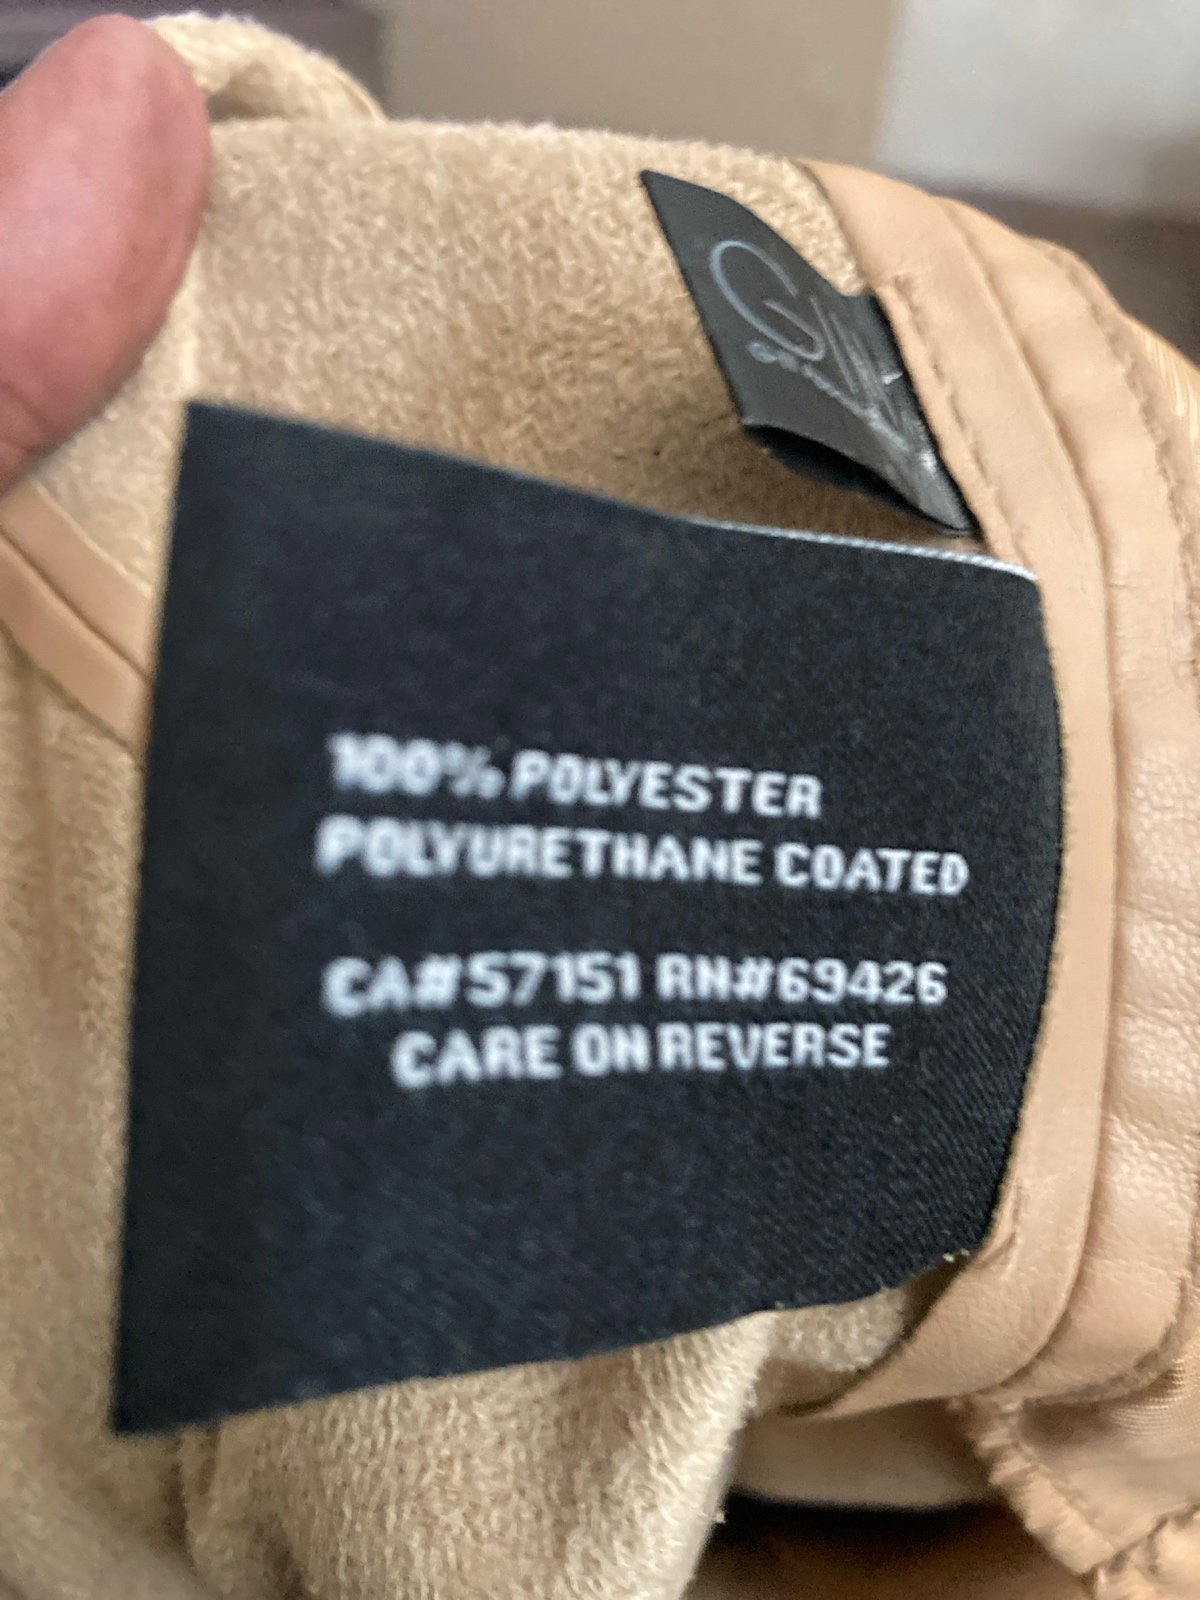 100% POLYESTER
POLYURETHANE COATED
CA#57151 RN#69426
CARE ON REVERSE